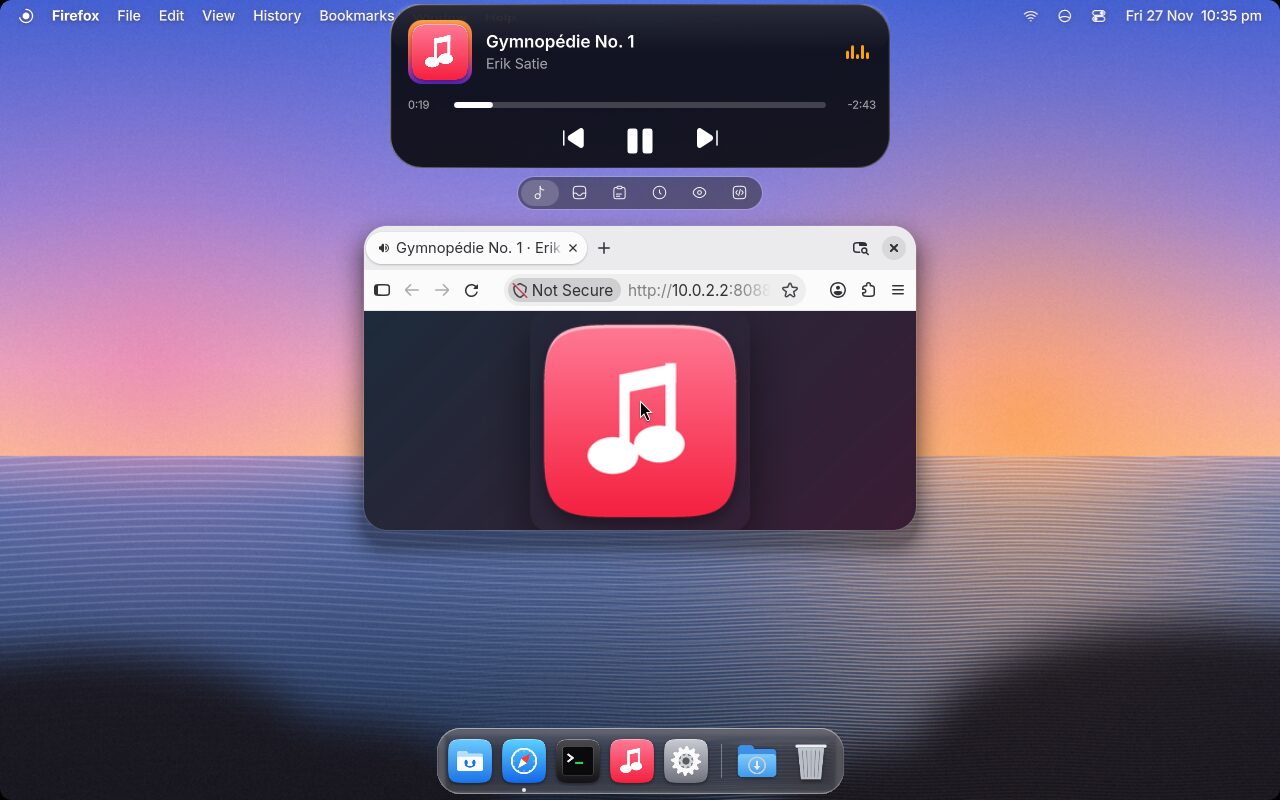 Firefox File Edit View History Bookmarks
Fri 27 Nov 10:35 pm
Gymnopédie No. 1
Erik Satie
0:19
-2:43
Gymnopédie No. 1 · Erik
Not Secure http://10.0.2.2:8088